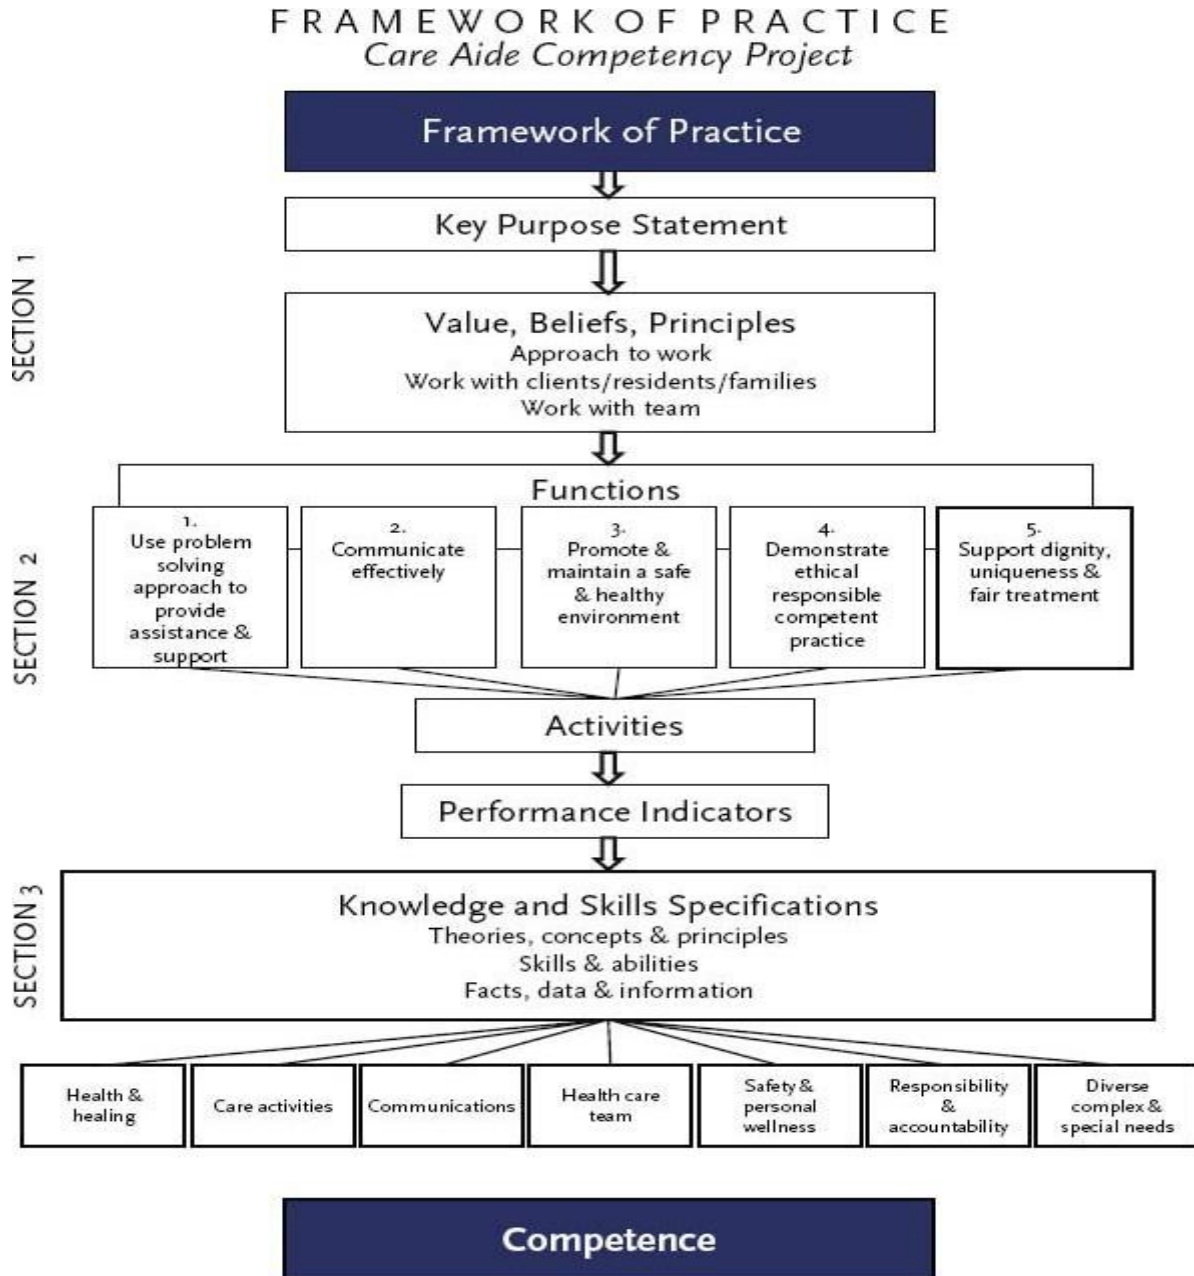 FRAMEWORK OF PRACTICE
Care Aide Competency Project
Framework of Practice
SECTION 1
Key Purpose Statement
Value, Beliefs, Principles
Approach to work
Work with clients/residents/families
Work with team
SECTION 2
Functions
1.
Use problem
solving
approach to
provide
assistance &
support
2.
Communicate
effectively
3.
Promote &
maintain a safe
& healthy
environment
4.
Demonstrate
ethical
responsible
competent
practice
5.
Support dignity,
uniqueness &
fair treatment
Activities
Performance Indicators
SECTION 3
Knowledge and Skills Specifications
Theories, concepts & principles
Skills & abilities
Facts, data & information
Health &
healing
Care activities
Communications
Health care
team
Safety &
personal
wellness
Responsibility
&
accountability
Diverse
complex &
special needs
Competence